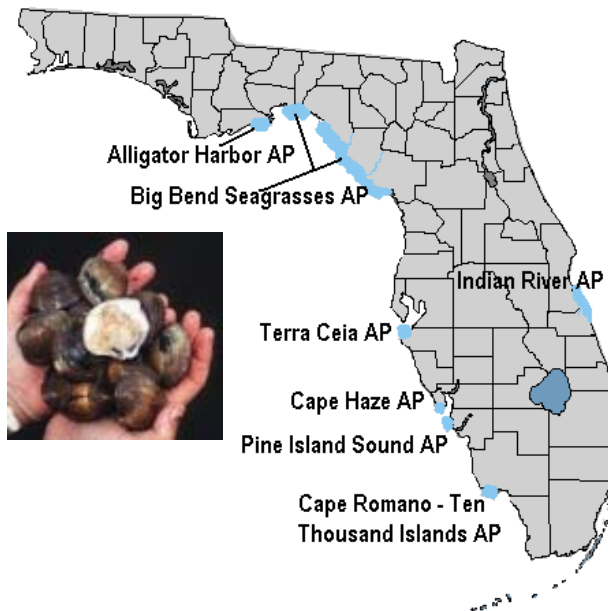 Alligator Harbor AP
Big Bend Seagrasses AP
Indian River AP
Terra Ceia AP
Cape Haze AP
Pine Island Sound AP
Cape Romano - Ten
Thousand Islands AP